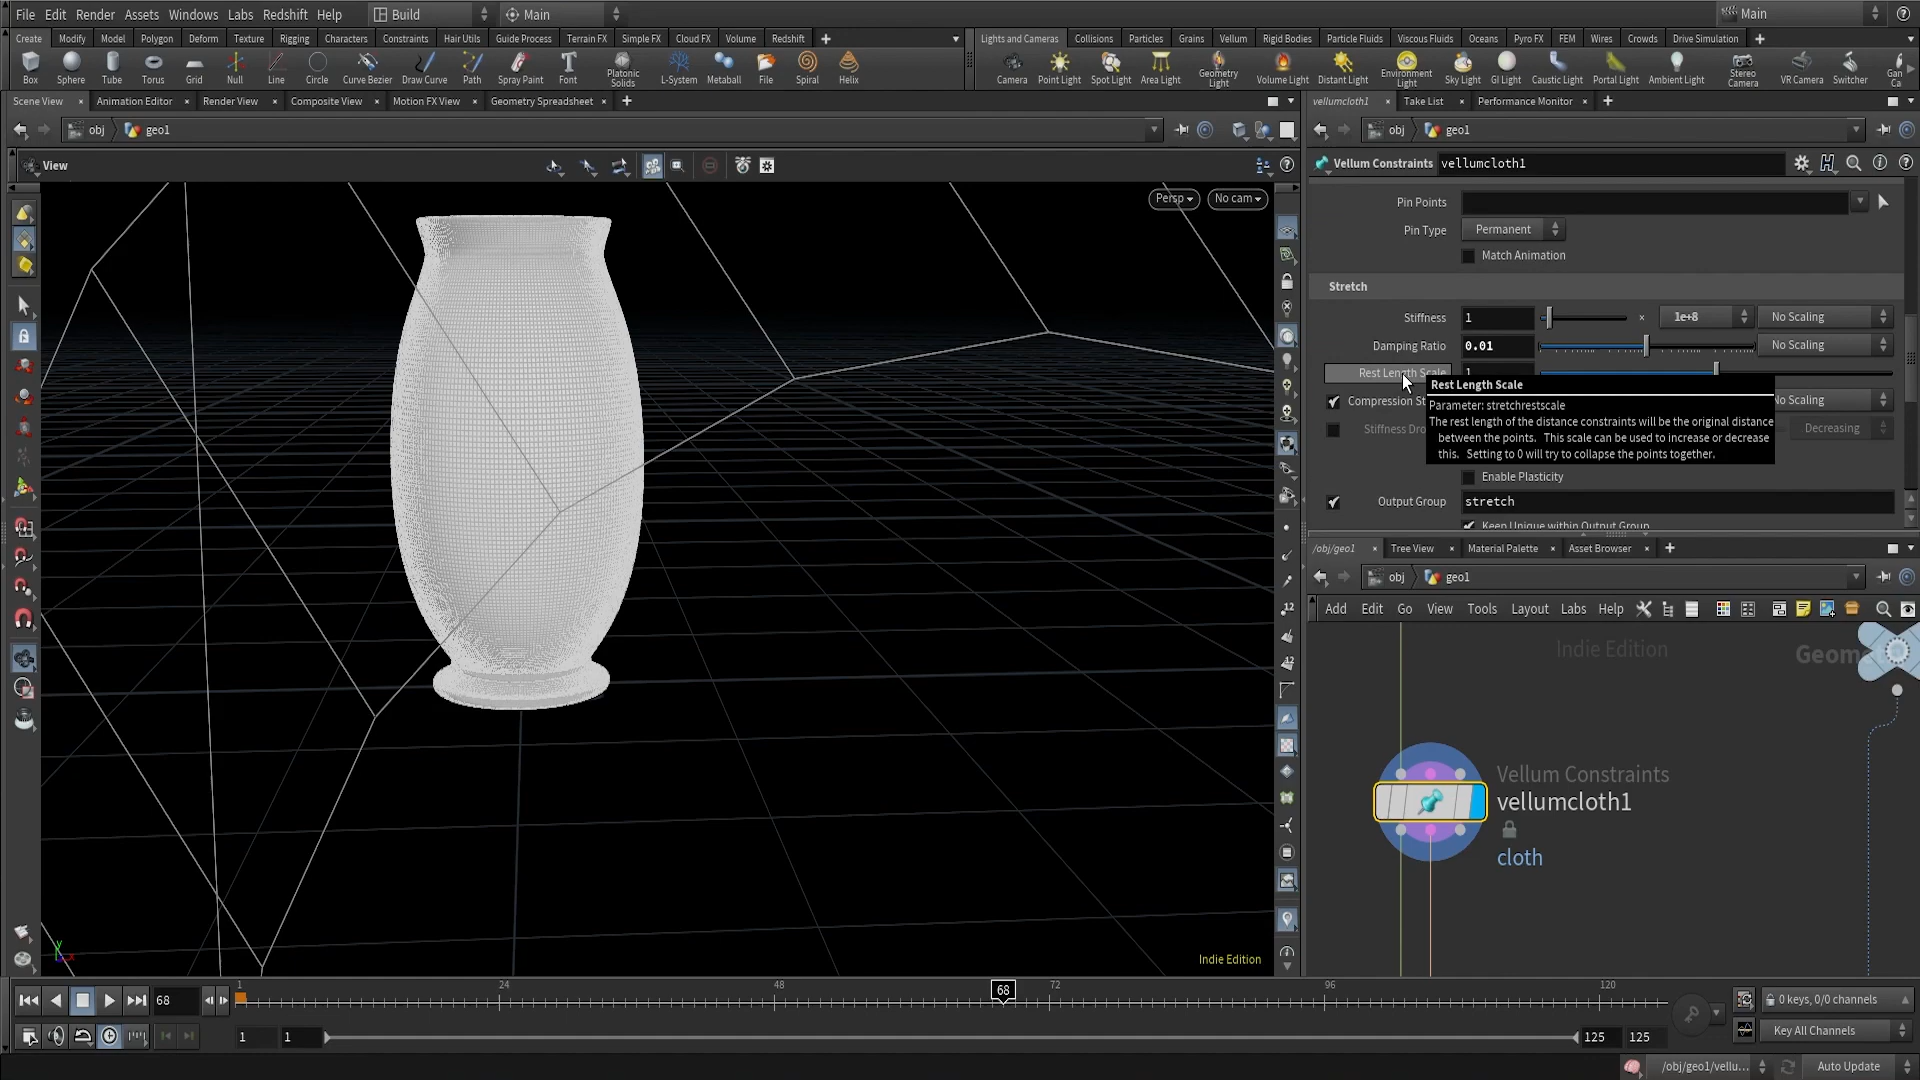 File Edit Render Assets Windows Labs Redshift Help Build Main Main
Create Modify Model Polygon Deform Texture Rigging Characters Constraints Hair Utils Guide Process Terrain FX Simple FX Cloud FX Volume Redshift
Lights and Cameras Collisions Particles Grains Vellum Rigid Bodies Particle Fluids Viscous Fluids Oceans Pyro FX FEM Wires Crowds Drive Simulation
Box Sphere Tube Torus Grid Null Line Circle Curve Bezier Draw Curve Path Spray Paint Font Platonic Solids L-System Metaball File Spiral Helix
Camera Point Light Spot Light Area Light Geometry Light Volume Light Distant Light Environment Light Sky Light GI Light Caustic Light Portal Light Ambient Light Stereo Camera VR Camera Switcher Gan Ca
Scene View Animation Editor Render View Composite View Motion FX View Geometry Spreadsheet
obj geo1
View
Persp No cam
Indie Edition
vellumcloth1 Take List Performance Monitor
obj geo1
Vellum Constraints vellumcloth1
Pin Points
Pin Type Permanent
Match Animation
Stretch
Stiffness 1 × 1e+8 No Scaling
Damping Ratio 0.01 No Scaling
Rest Length Scale 1
Compression St No Scaling
Stiffness Dro Decreasing
Rest Length Scale
Parameter: stretchrestscale
The rest length of the distance constraints will be the original distance
between the points. This scale can be used to increase or decrease
this. Setting to 0 will try to collapse the points together.
Enable Plasticity
Output Group stretch
Keep Unique within Output Group
/obj/geo1 Tree View Material Palette Asset Browser
obj geo1
Add Edit Go View Tools Layout Labs Help
Indie Edition
Geom
Vellum Constraints
vellumcloth1
cloth
68
1 24 48 68 72 96 120
0 keys, 0/0 channels
1 1 125 125
Key All Channels
/obj/geo1/vellu... Auto Update